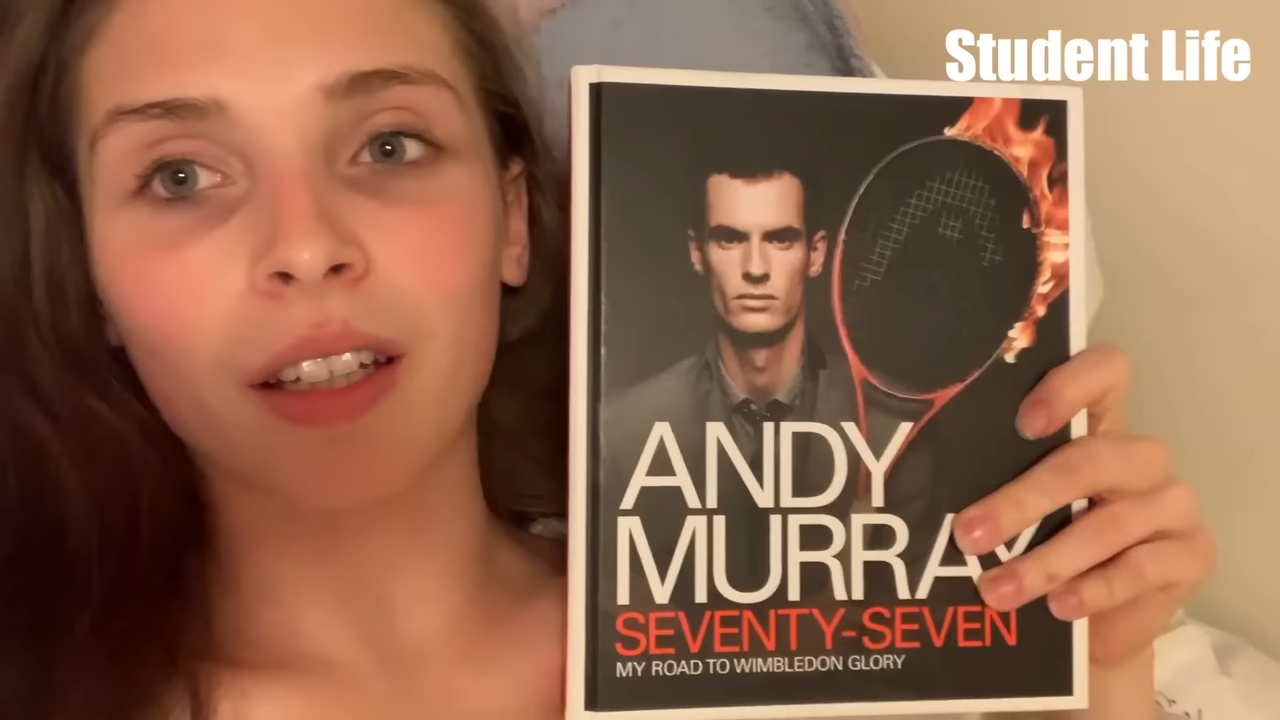 Student Life
ANDY
MURRAY
SEVENTY-SEVEN
MY ROAD TO WIMBLEDON GLORY